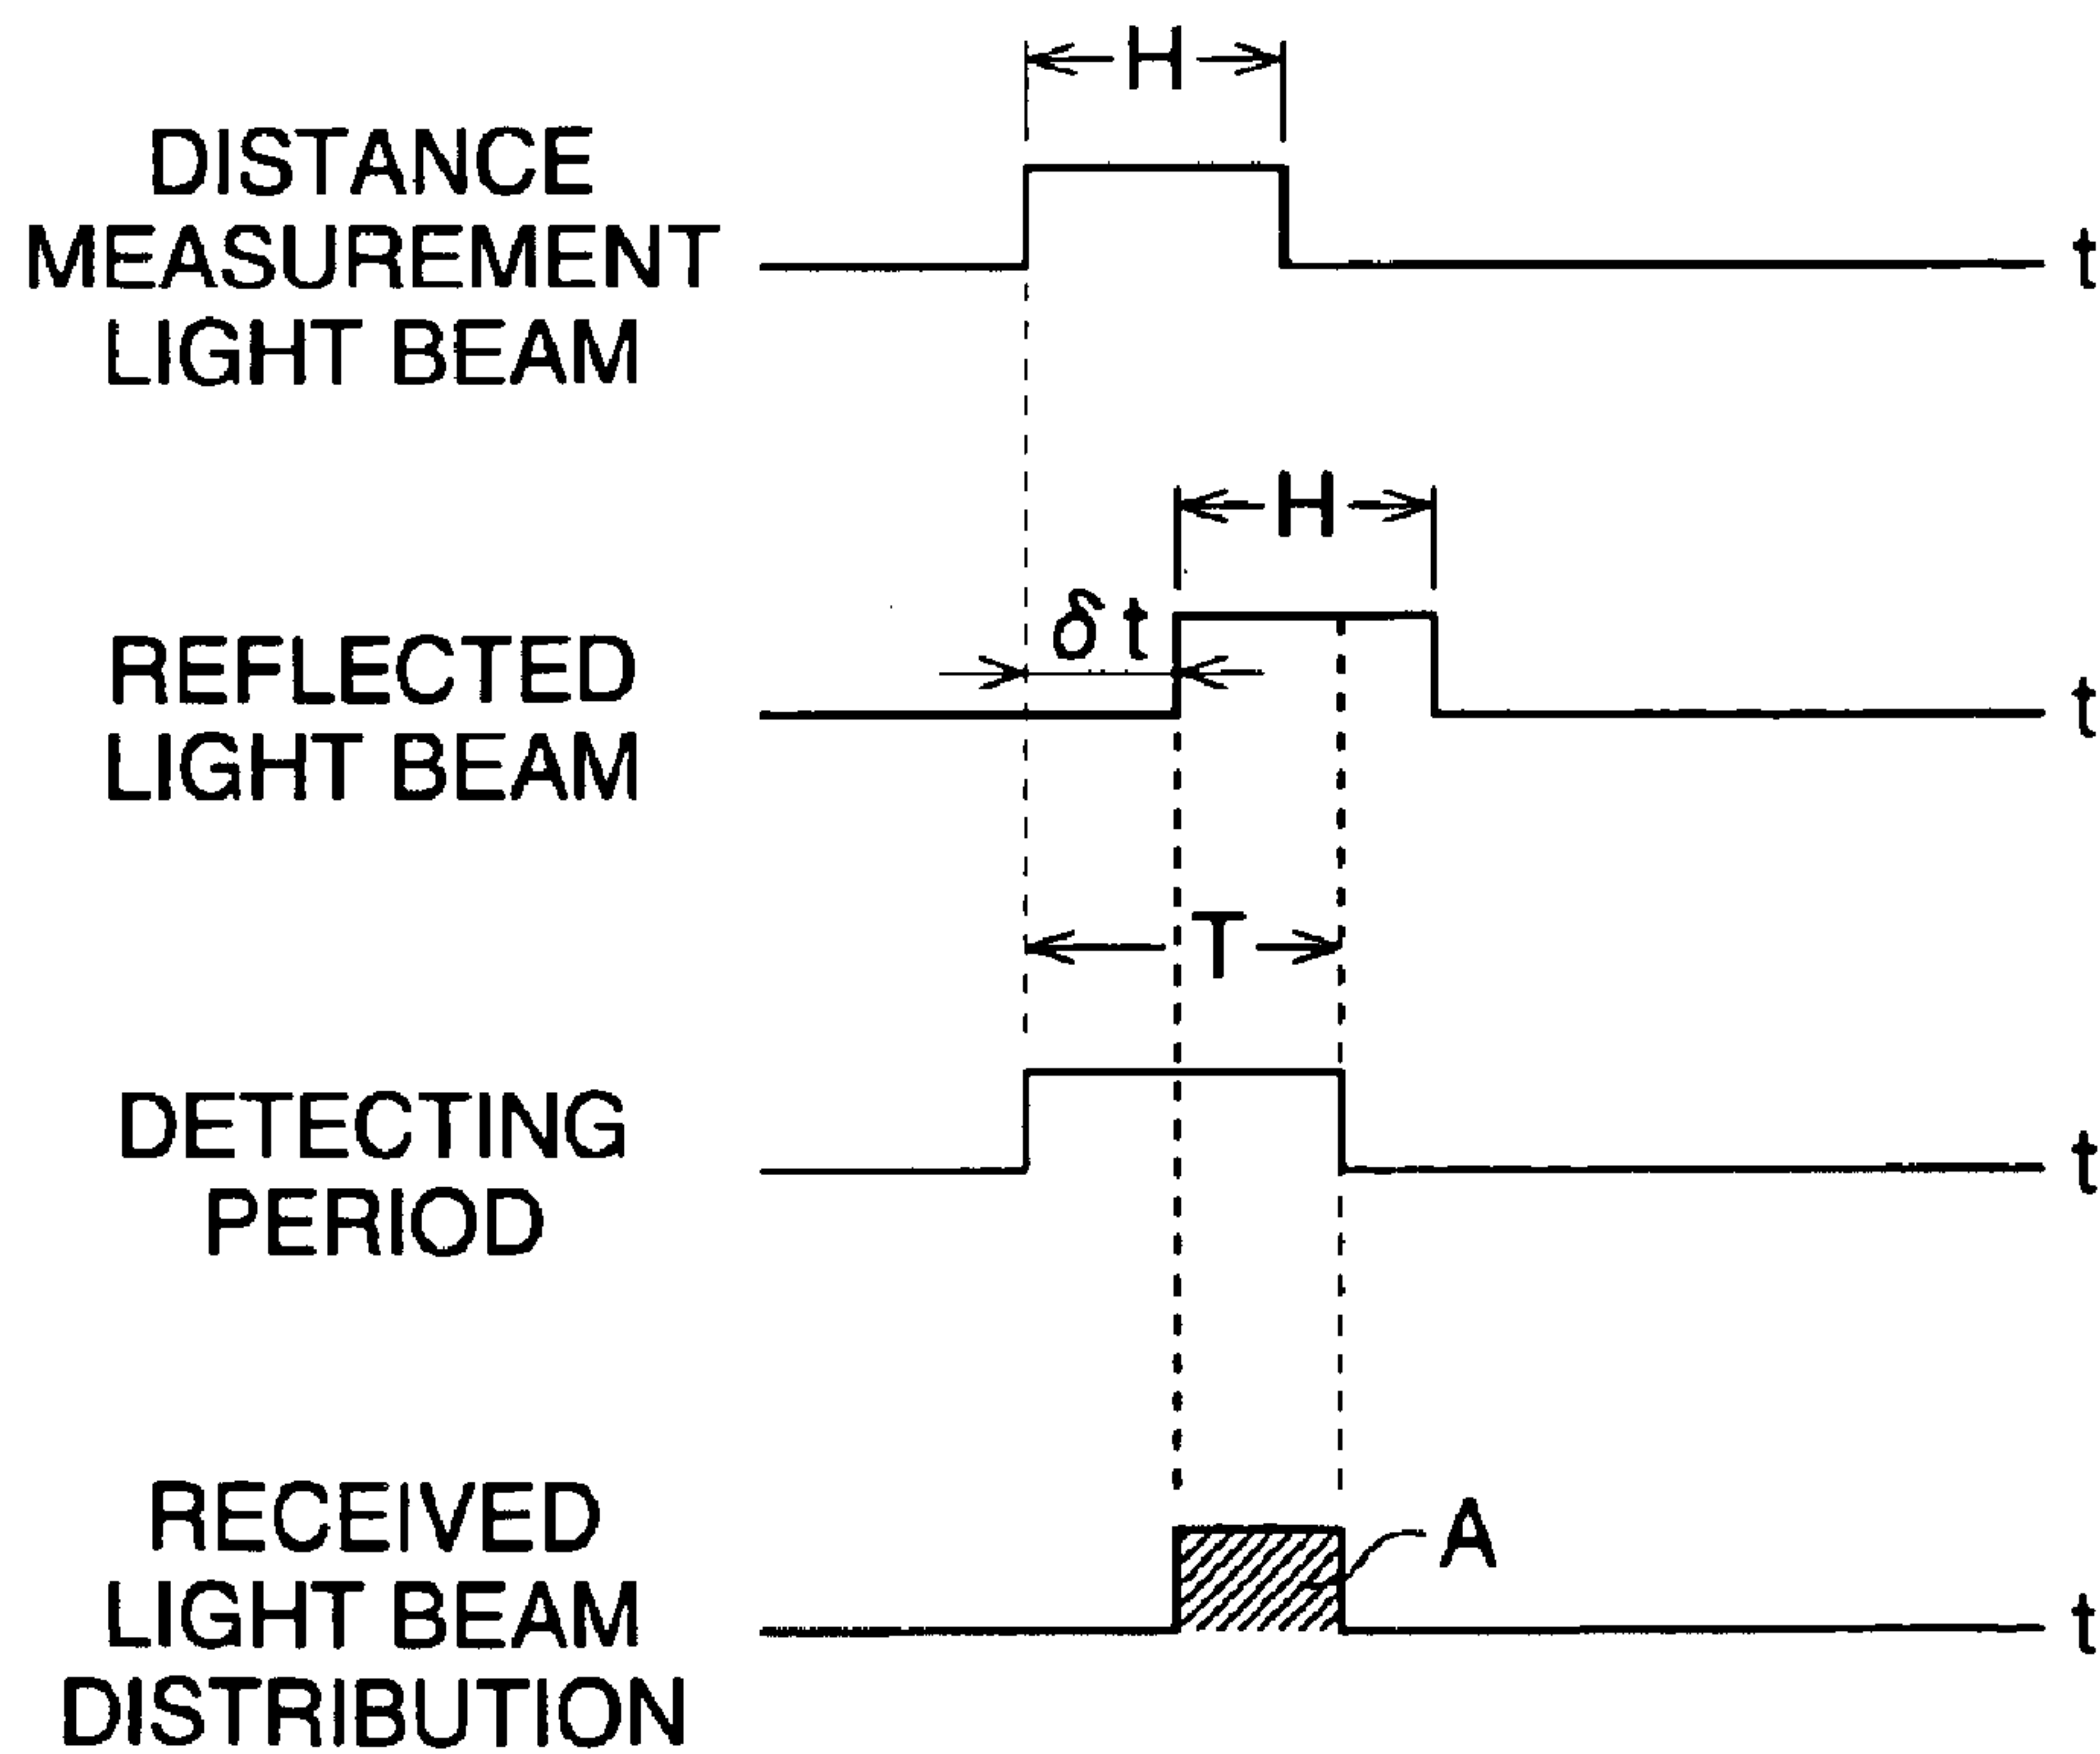 H
DISTANCE
MEASUREMENT
LIGHT BEAM
t
H
δt
REFLECTED
LIGHT BEAM
t
T
DETECTING
PERIOD
t
RECEIVED
LIGHT BEAM
DISTRIBUTION
A
t